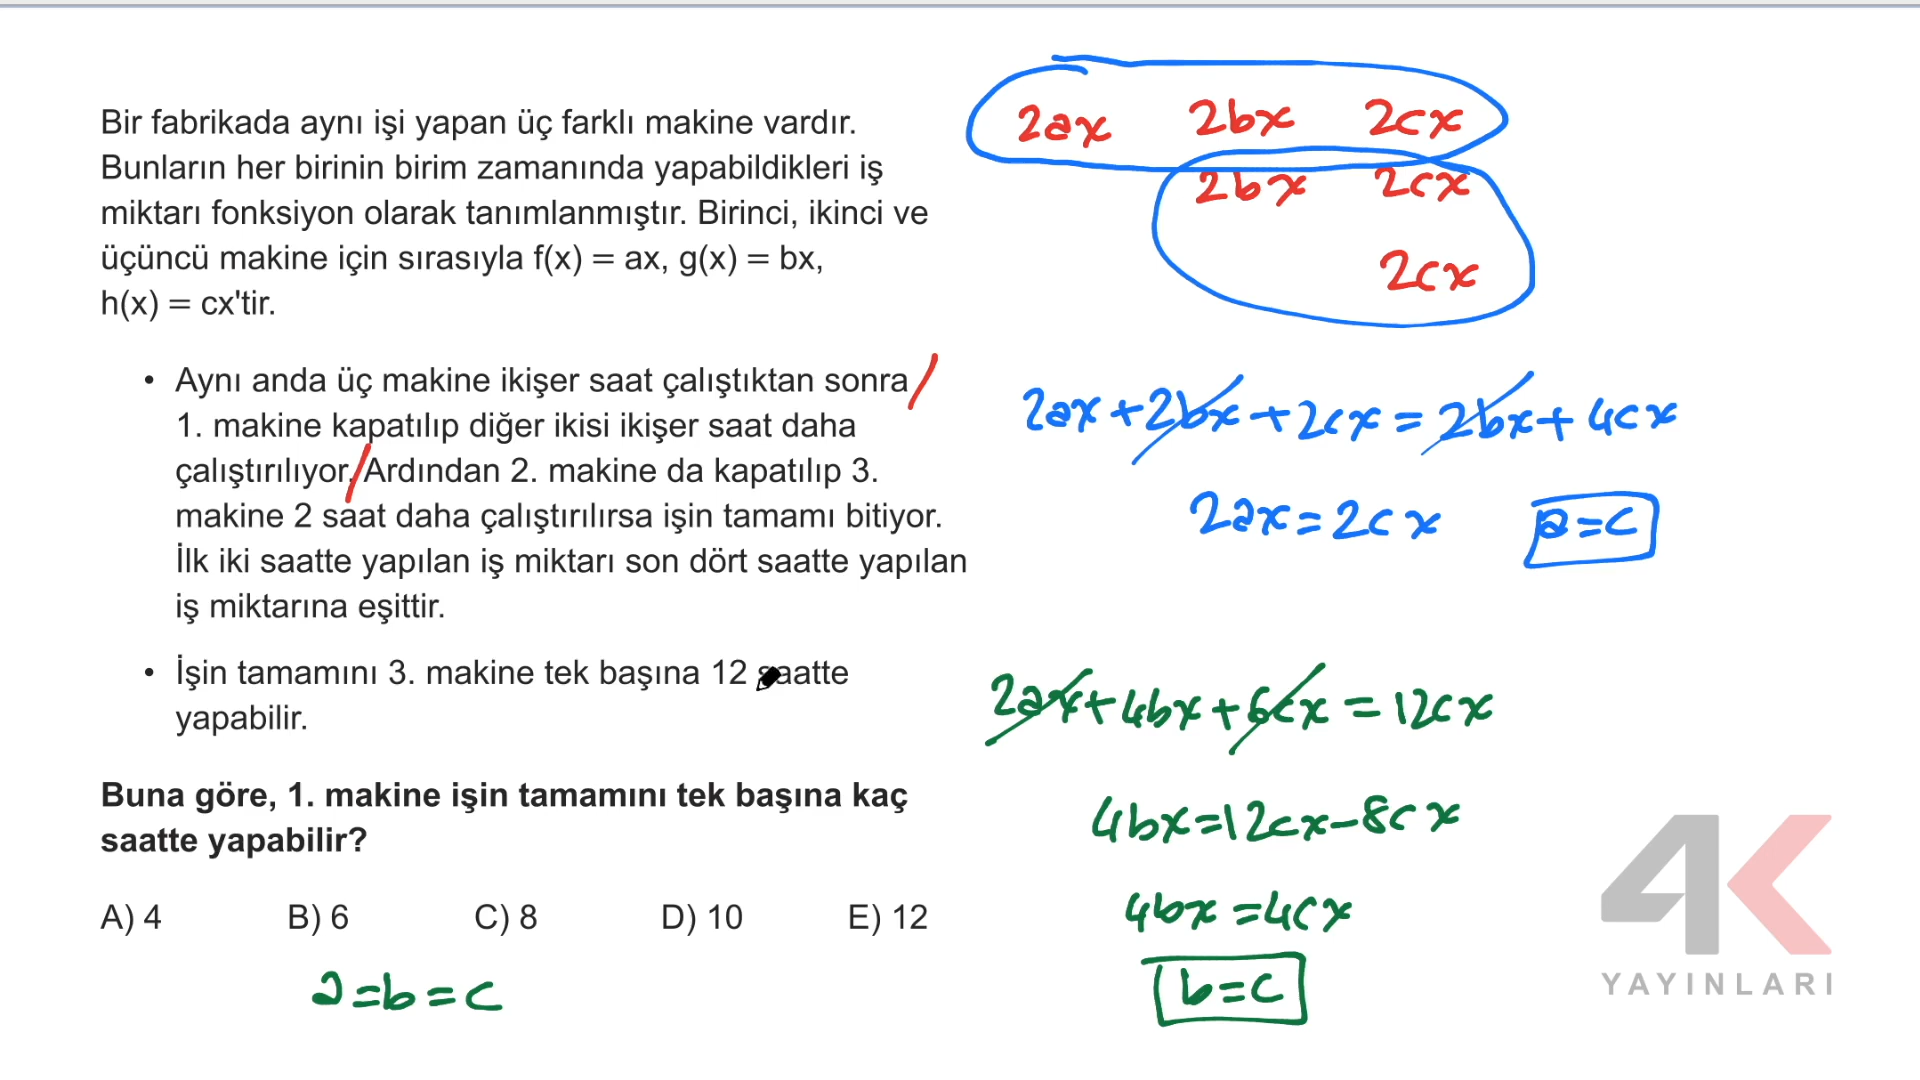 Bir fabrikada aynı işi yapan üç farklı makine vardır.
Bunların her birinin birim zamanında yapabildikleri iş
miktarı fonksiyon olarak tanımlanmıştır. Birinci, ikinci ve
üçüncü makine için sırasıyla f(x) = ax, g(x) = bx,
h(x) = cx'tir.
• Aynı anda üç makine ikişer saat çalıştıktan sonra
1. makine kapatılıp diğer ikisi ikişer saat daha
çalıştırılıyor. Ardından 2. makine da kapatılıp 3.
makine 2 saat daha çalıştırılırsa işin tamamı bitiyor.
İlk iki saatte yapılan iş miktarı son dört saatte yapılan
iş miktarına eşittir.
• İşin tamamını 3. makine tek başına 12 saatte
yapabilir.
Buna göre, 1. makine işin tamamını tek başına kaç
saatte yapabilir?
A) 4 B) 6 C) 8 D) 10 E) 12
a=b=c
2ax 2bx 2cx
2bx 2cx
2cx
2ax+2bx+2cx=2bx+4cx
2ax=2cx a=c
2ax+4bx+6cx=12cx
4bx=12cx-8cx
4bx=4cx
b=c
4K
YAYINLARI